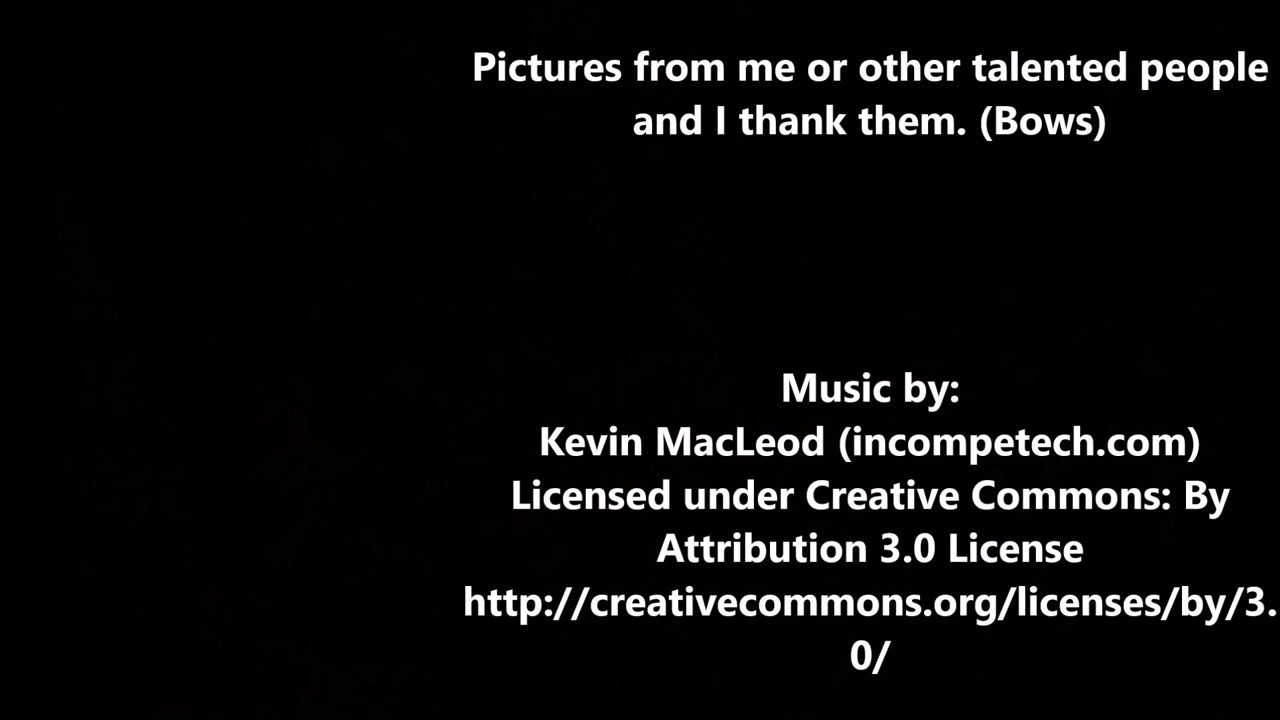 Pictures from me or other talented people
and I thank them. (Bows)
Music by:
Kevin MacLeod (incompetech.com)
Licensed under Creative Commons: By
Attribution 3.0 License
http://creativecommons.org/licenses/by/3.
0/